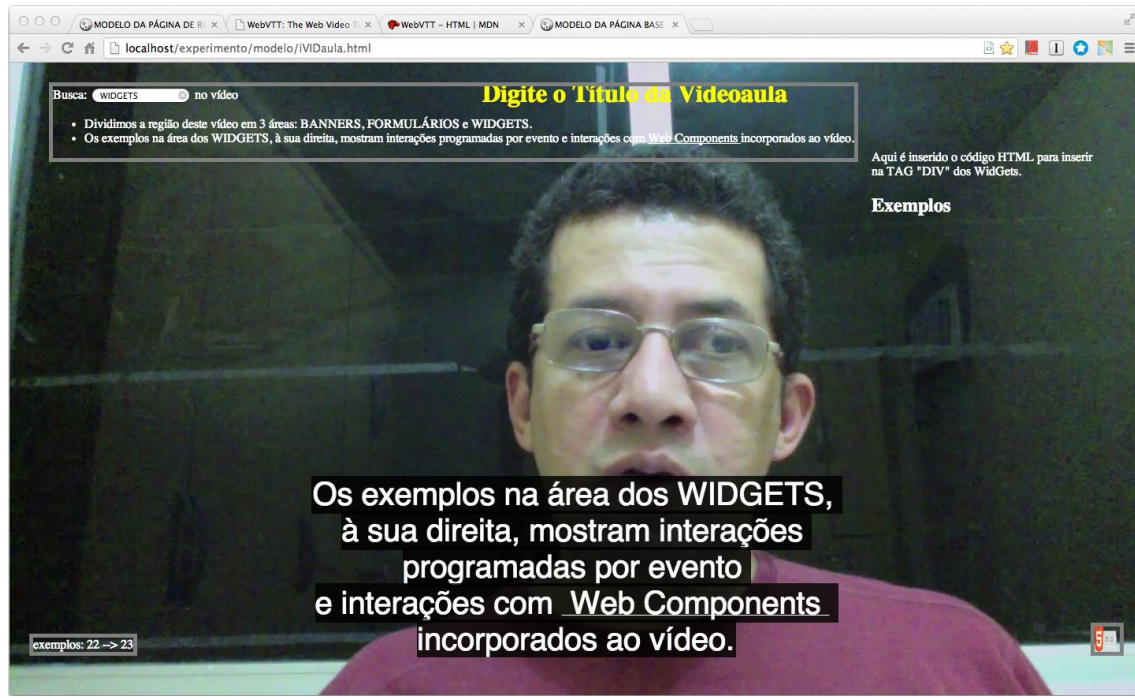 MODELO DA PÁGINA DE R
WebVTT: The Web Video T
WebVTT - HTML | MDN
MODELO DA PÁGINA BASE
localhost/experimento/modelo/iVIDaula.html
Busca: WIDGETS no vídeo
Digite o Título da Videoaula
• Dividimos a região deste vídeo em 3 áreas: BANNERS, FORMULÁRIOS e WIDGETS.
• Os exemplos na área dos WIDGETS, à sua direita, mostram interações programadas por evento e interações com Web Components incorporados ao vídeo.
Aqui é inserido o código HTML para inserir
na TAG "DIV" dos WidGets.
Exemplos
Os exemplos na área dos WIDGETS,
à sua direita, mostram interações
programadas por evento
e interações com Web Components
incorporados ao vídeo.
exemplos: 22 --> 23
5